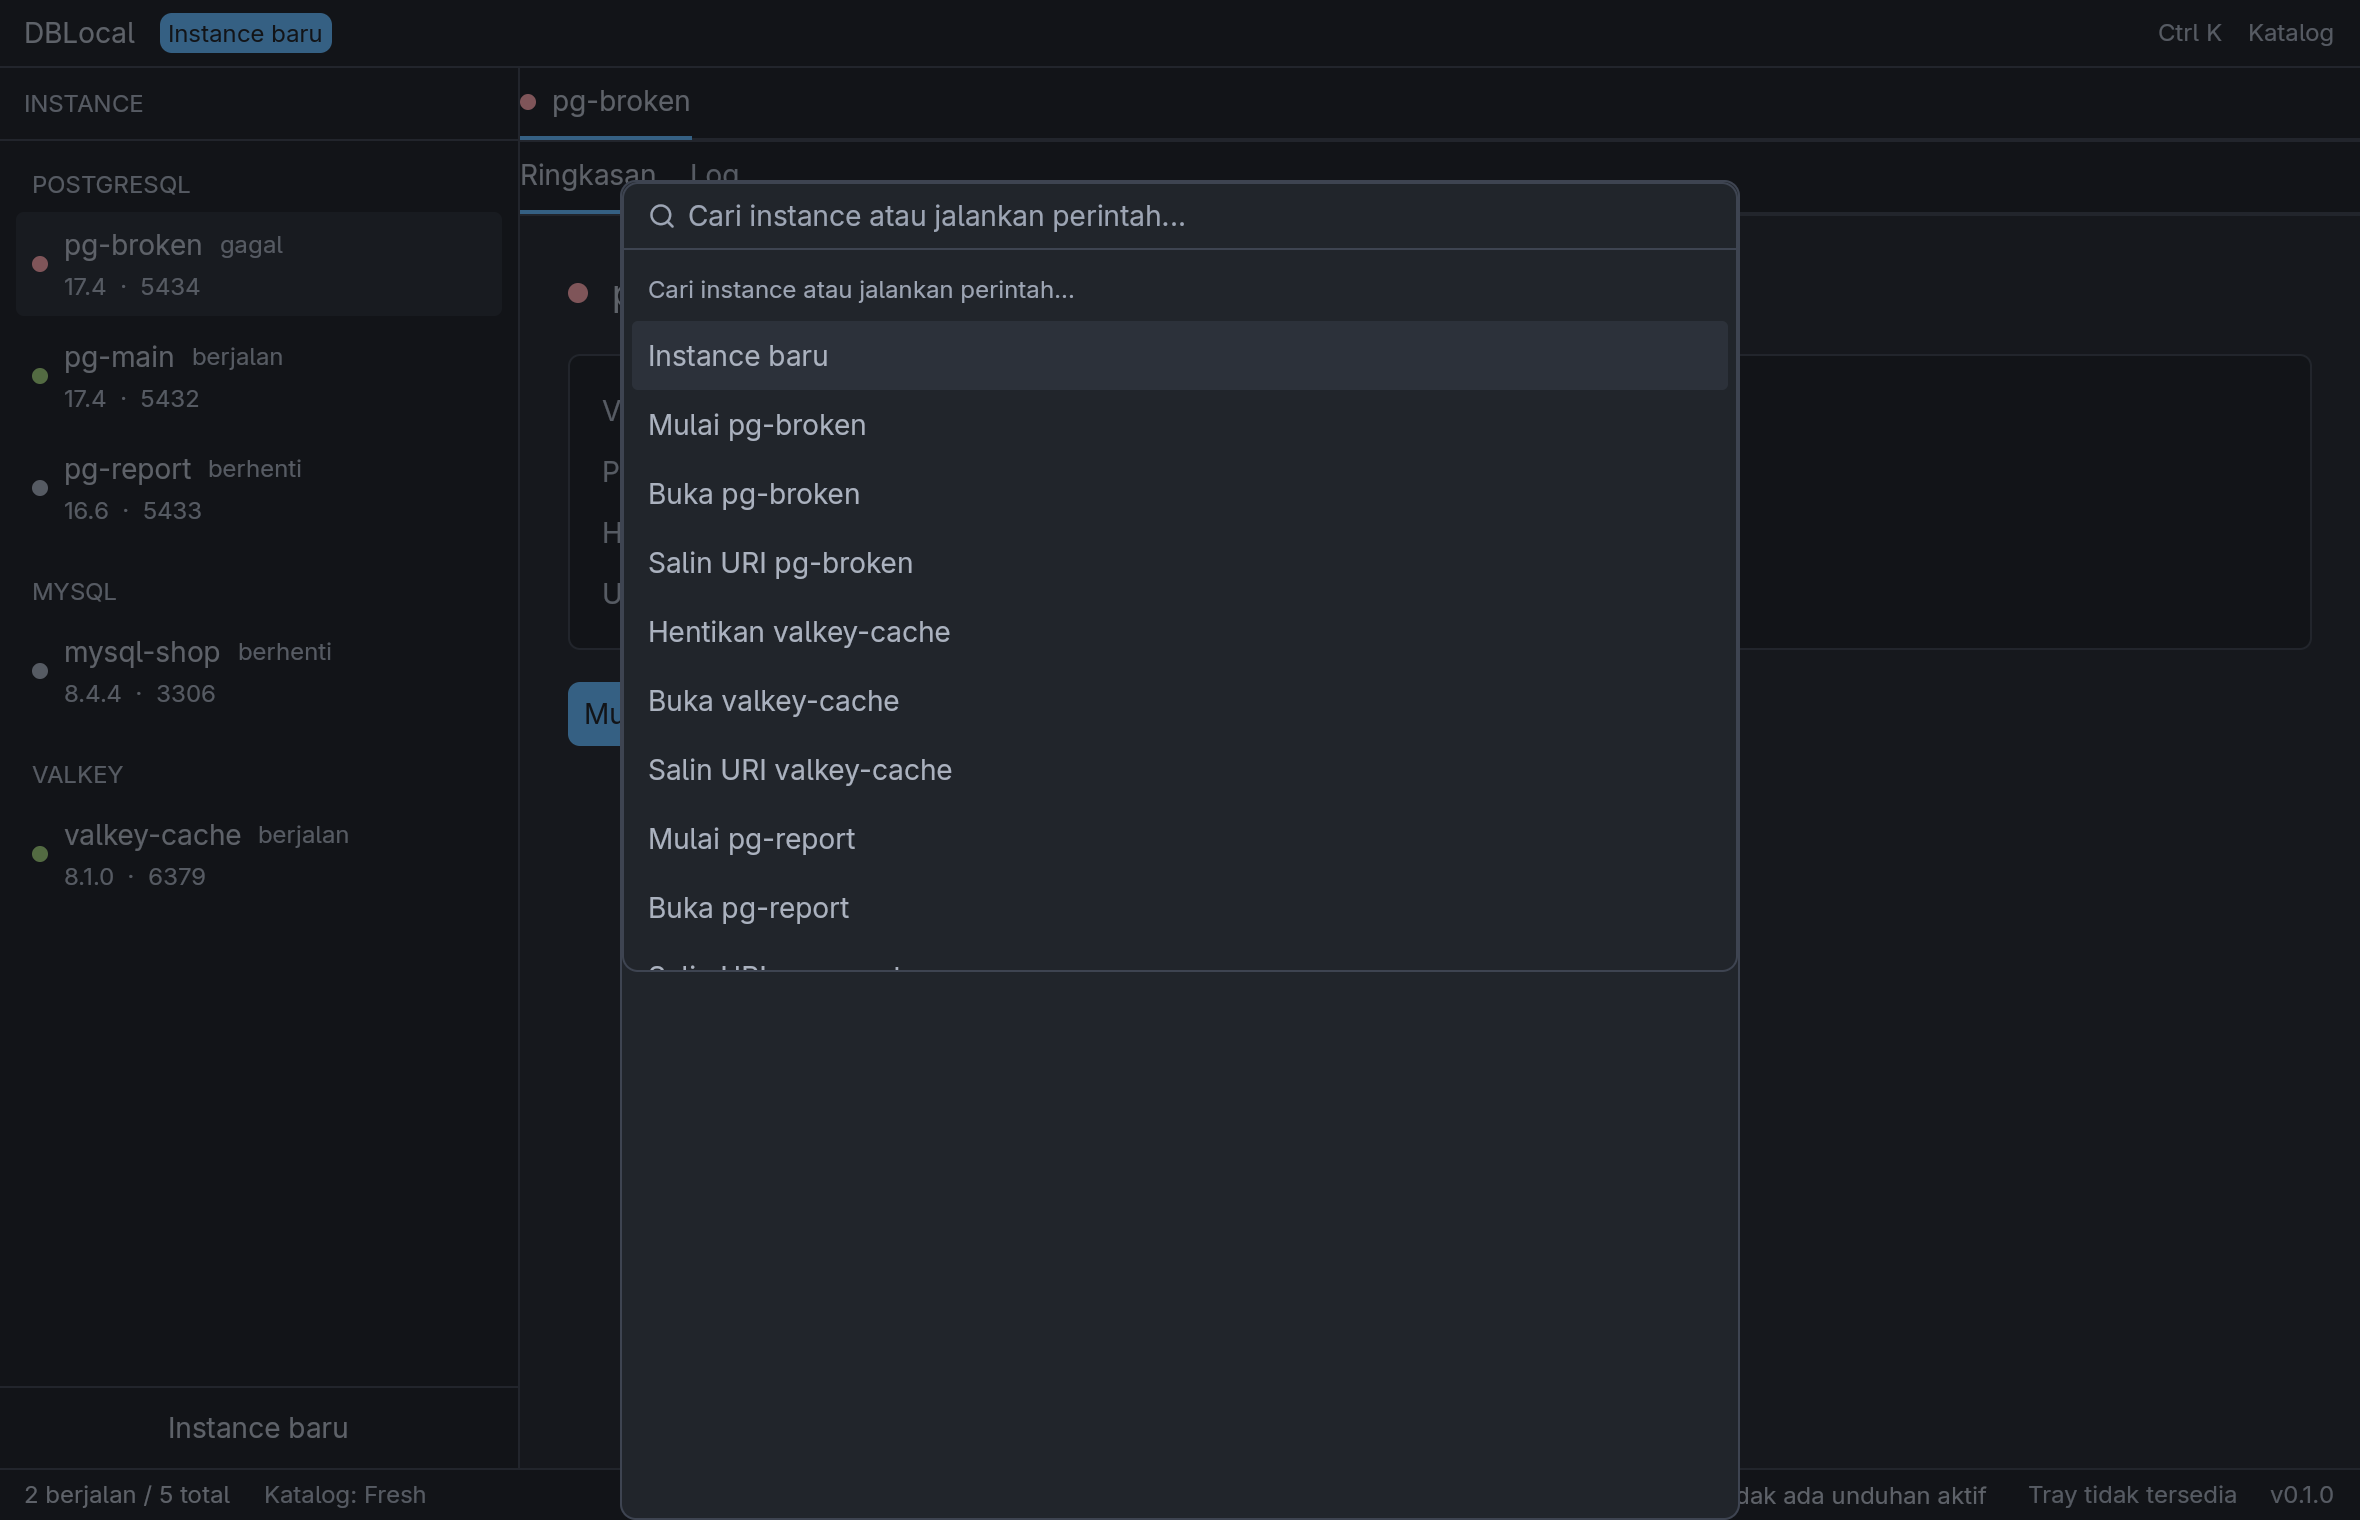 DBLocal Instance baru Ctrl K Katalog
INSTANCE
pg-broken
Ringkasan Log
POSTGRESQL
pg-broken gagal
17.4 · 5434
pg-main berjalan
17.4 · 5432
pg-report berhenti
16.6 · 5433
MYSQL
mysql-shop berhenti
8.4.4 · 3306
VALKEY
valkey-cache berjalan
8.1.0 · 6379
Instance baru
Cari instance atau jalankan perintah...
Cari instance atau jalankan perintah...
Instance baru
Mulai pg-broken
Buka pg-broken
Salin URI pg-broken
Hentikan valkey-cache
Buka valkey-cache
Salin URI valkey-cache
Mulai pg-report
Buka pg-report
Salin URI
2 berjalan / 5 total Katalog: Fresh dak ada unduhan aktif Tray tidak tersedia v0.1.0